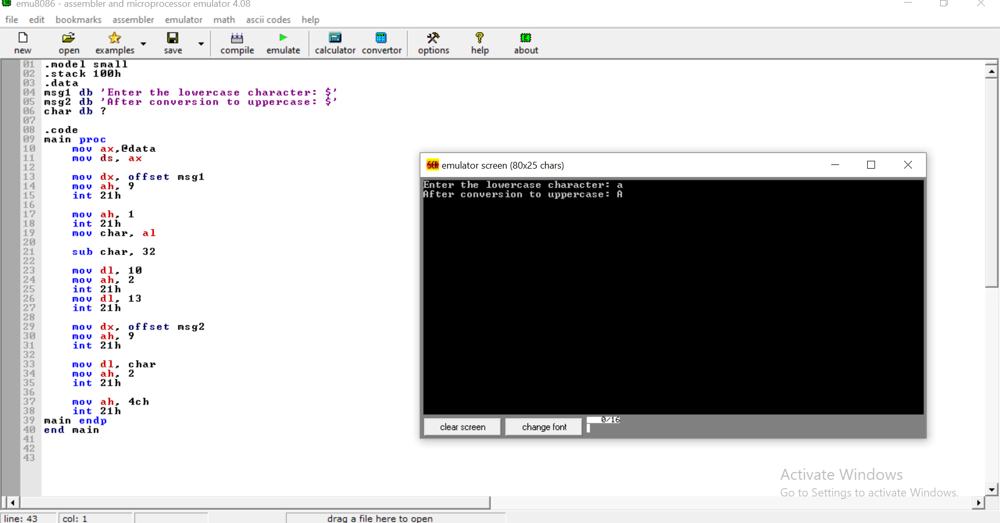 emu8086 - assembler and microprocessor emulator 4.08
file edit bookmarks assembler emulator math ascii codes help
new open examples save compile emulate calculator convertor options help about
01 .model small
02 .stack 100h
03 .data
04 msg1 db 'Enter the lowercase character: $'
05 msg2 db 'After conversion to uppercase: $'
06 char db ?
07
08 .code
09 main proc
10 mov ax,@data
11 mov ds, ax
12
13 mov dx, offset msg1
14 mov ah, 9
15 int 21h
16
17 mov ah, 1
18 int 21h
19 mov char, al
20
21 sub char, 32
22
23 mov dl, 10
24 mov ah, 2
25 int 21h
26 mov dl, 13
27 int 21h
28
29 mov dx, offset msg2
30 mov ah, 9
31 int 21h
32
33 mov dl, char
34 mov ah, 2
35 int 21h
36
37 mov ah, 4ch
38 int 21h
39 main endp
40 end main
41
42
43
SCR emulator screen (80x25 chars)
Enter the lowercase character: a
After conversion to uppercase: A
clear screen change font 0/16
Activate Windows
Go to Settings to activate Windows.
line: 43 col: 1 drag a file here to open